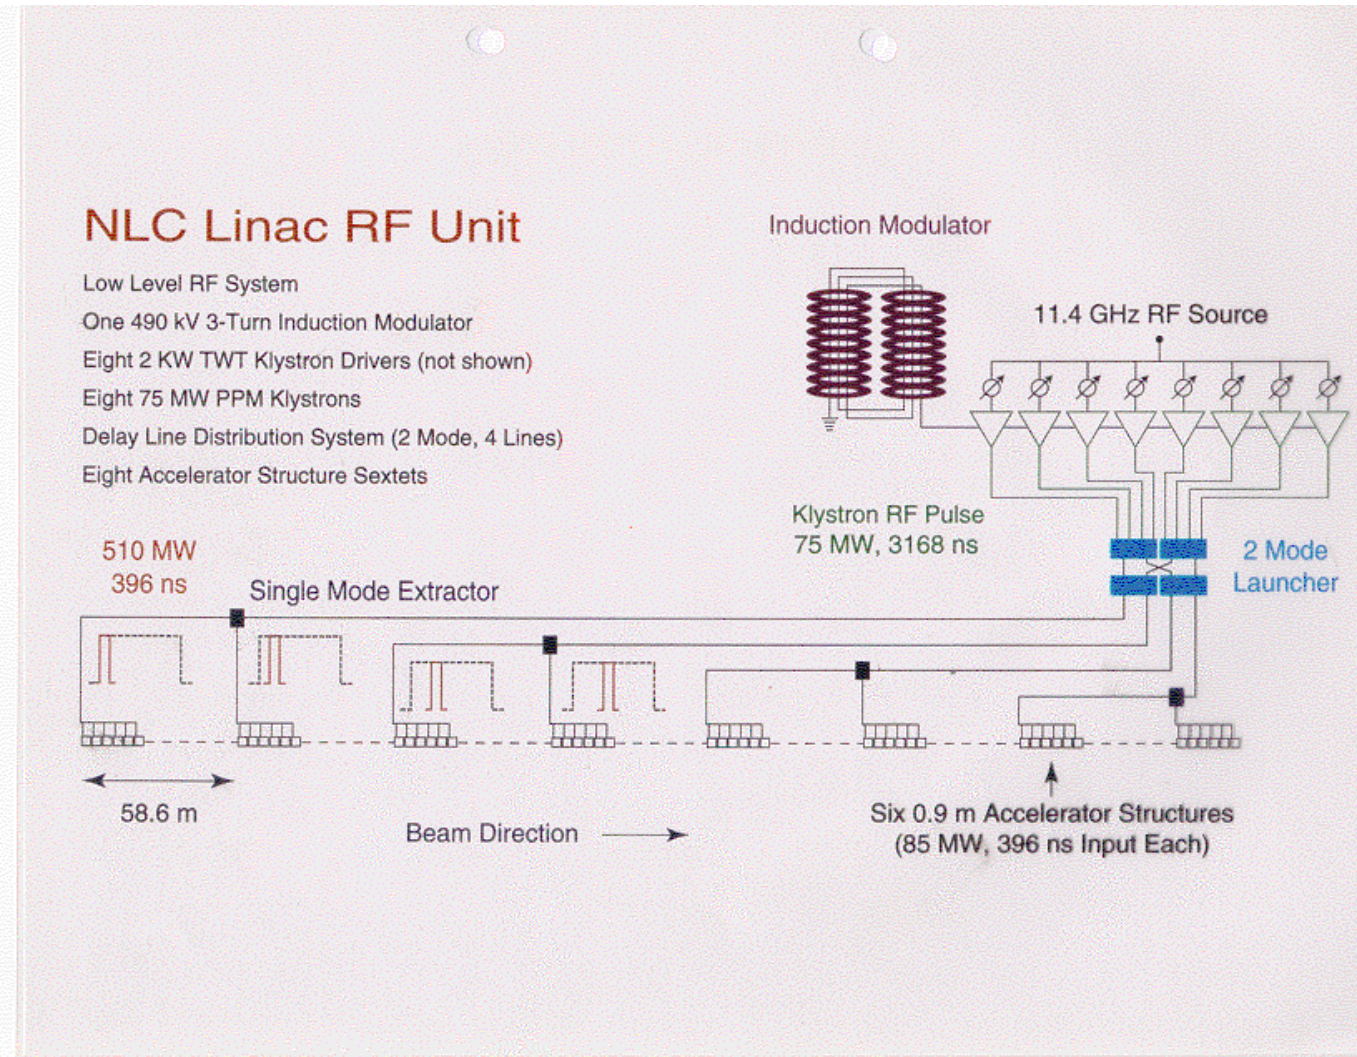 NLC Linac RF Unit
Low Level RF System
One 490 kV 3-Turn Induction Modulator
Eight 2 KW TWT Klystron Drivers (not shown)
Eight 75 MW PPM Klystrons
Delay Line Distribution System (2 Mode, 4 Lines)
Eight Accelerator Structure Sextets
Induction Modulator
11.4 GHz RF Source
Klystron RF Pulse
75 MW, 3168 ns
2 Mode
Launcher
510 MW
396 ns
Single Mode Extractor
58.6 m
Beam Direction
Six 0.9 m Accelerator Structures
(85 MW, 396 ns Input Each)